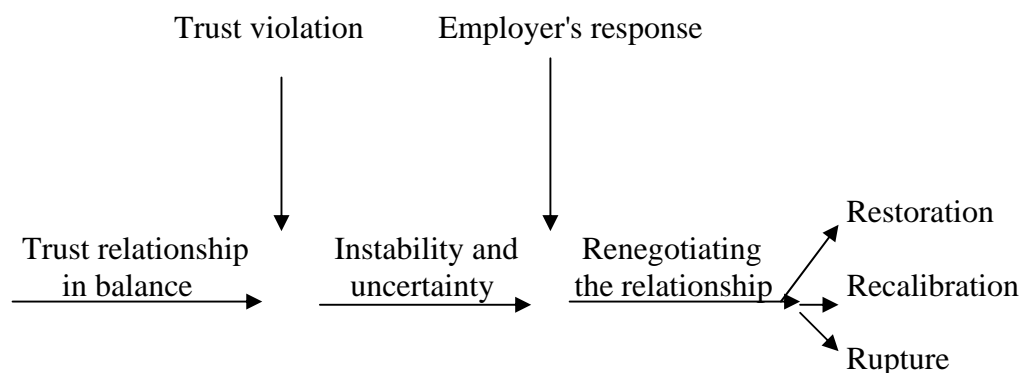 Trust violation
Employer's response
Trust relationship
in balance
Instability and
uncertainty
Renegotiating
the relationship
Restoration
Recalibration
Rupture